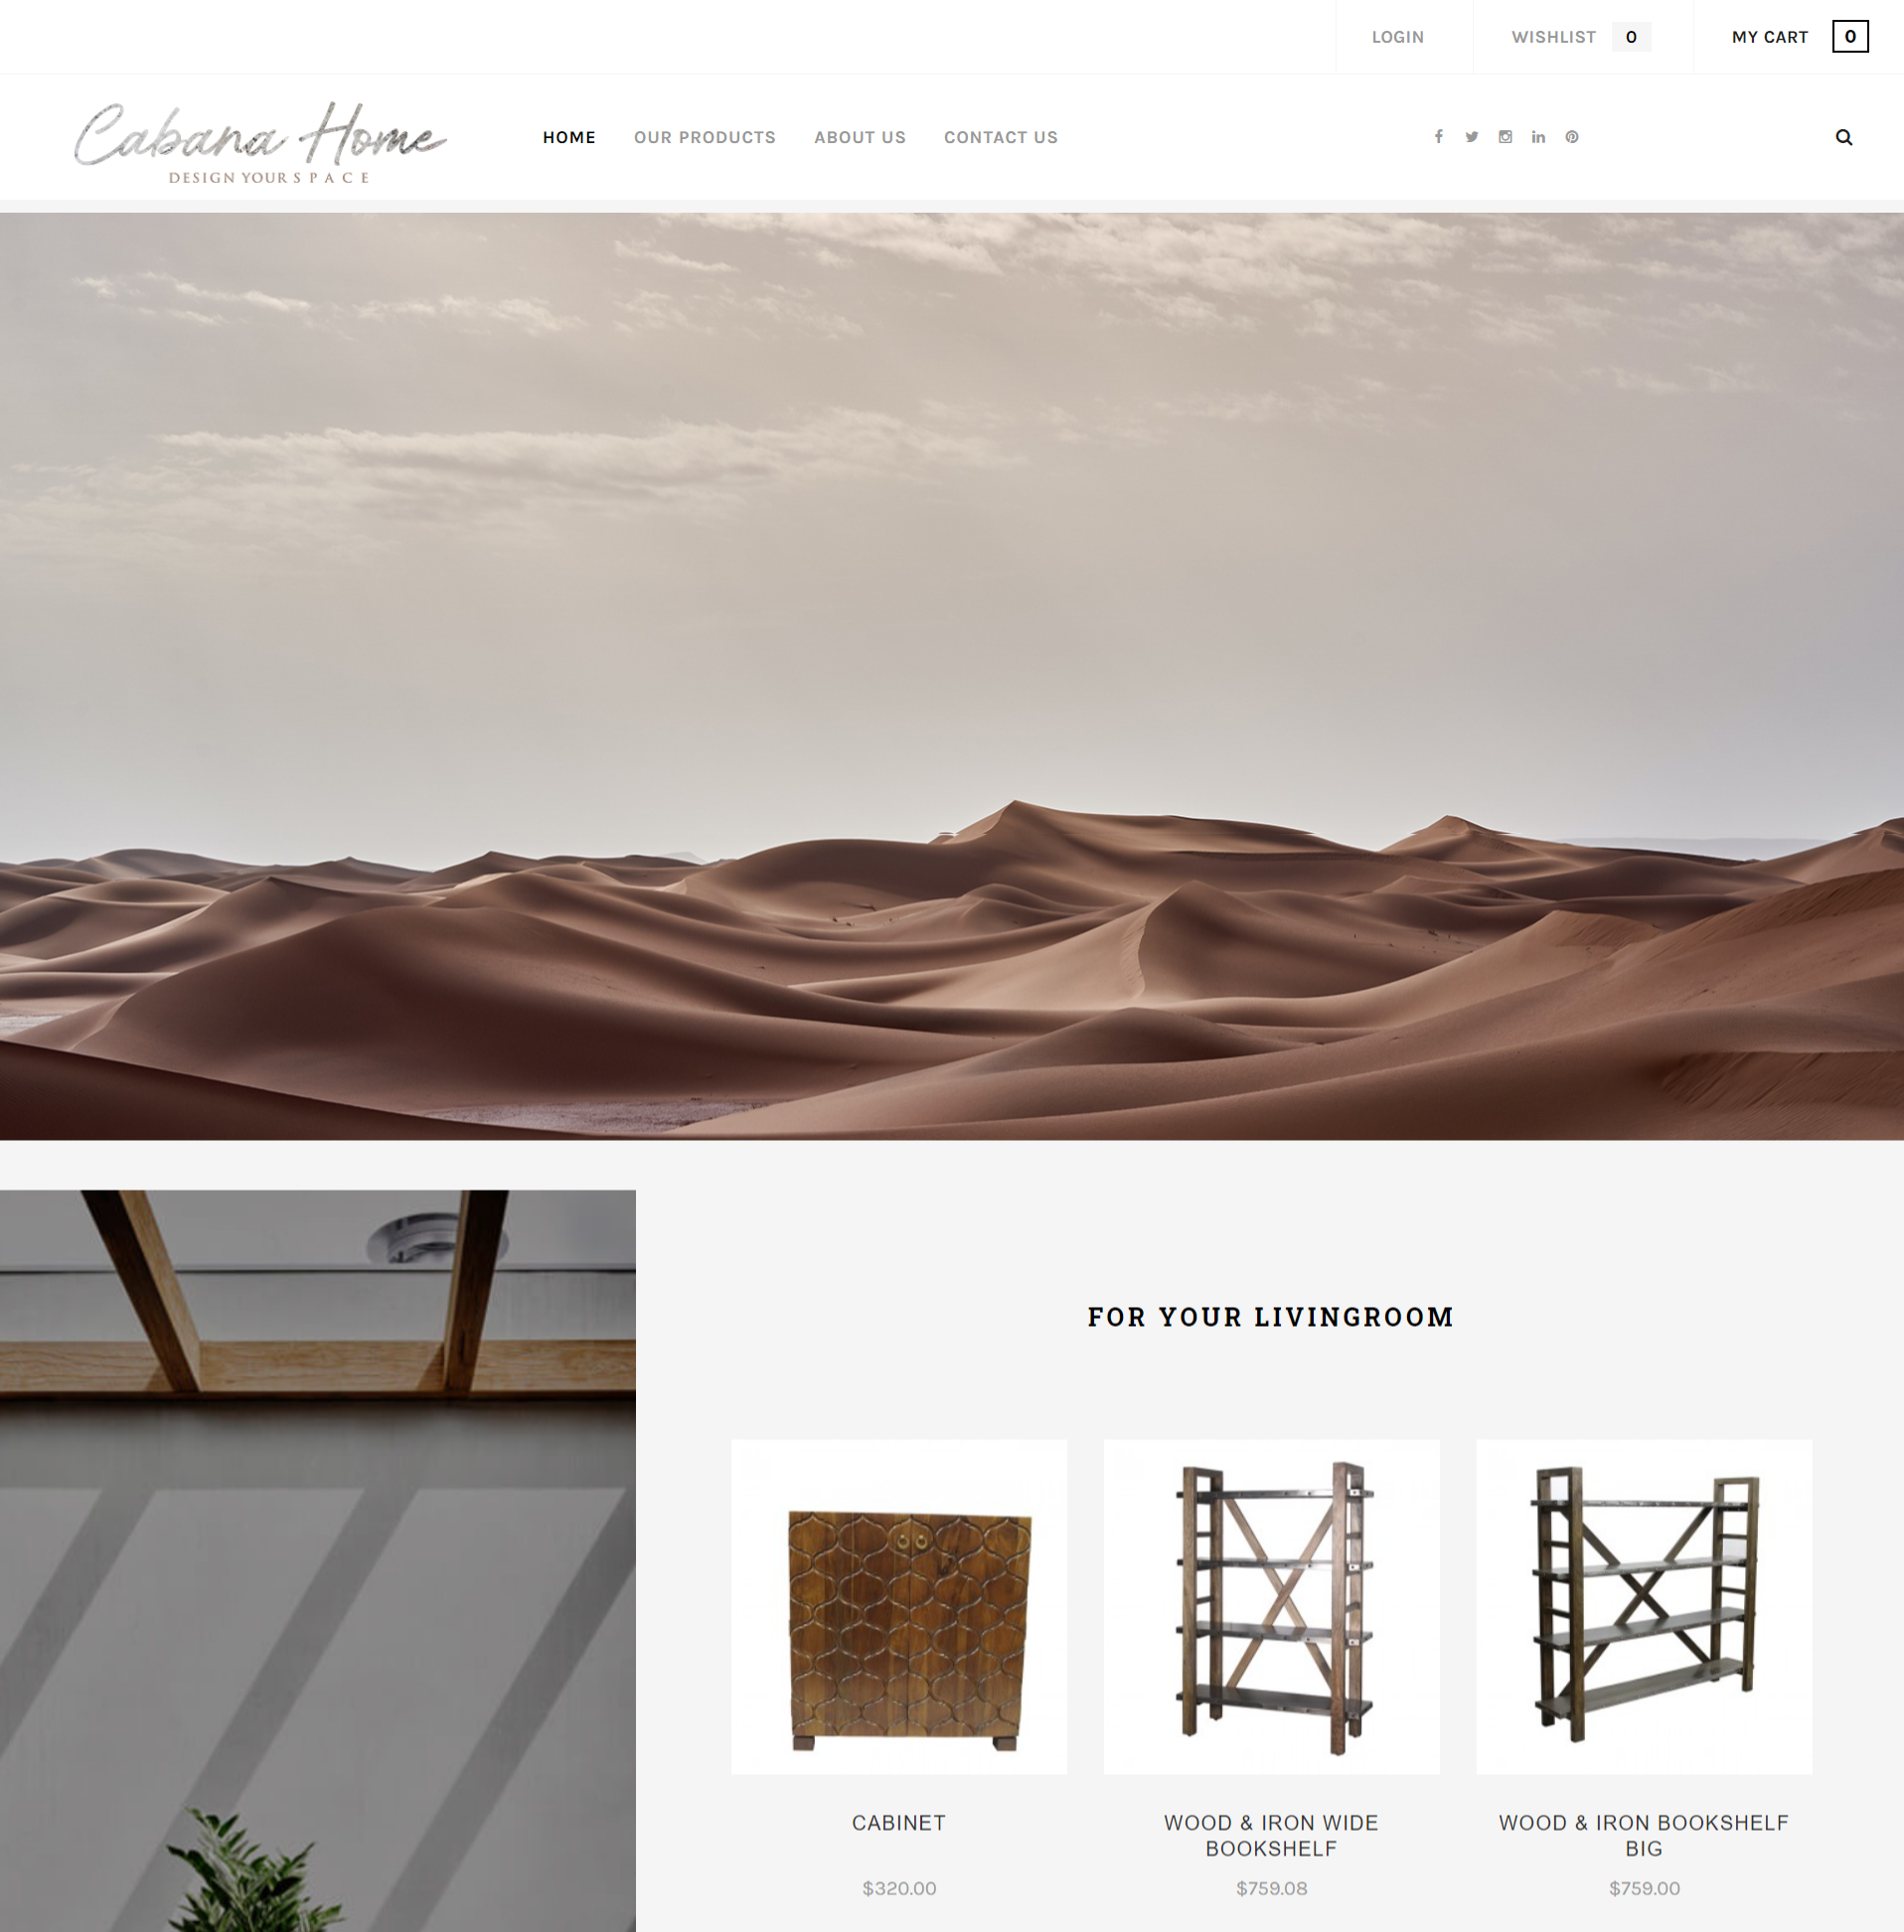 LOGIN
WISHLIST 0
MY CART 0
Cabana Home
DESIGN YOUR SPACE
HOME
OUR PRODUCTS
ABOUT US
CONTACT US
FOR YOUR LIVINGROOM
CABINET
$320.00
WOOD & IRON WIDE
BOOKSHELF
$759.08
WOOD & IRON BOOKSHELF
BIG
$759.00